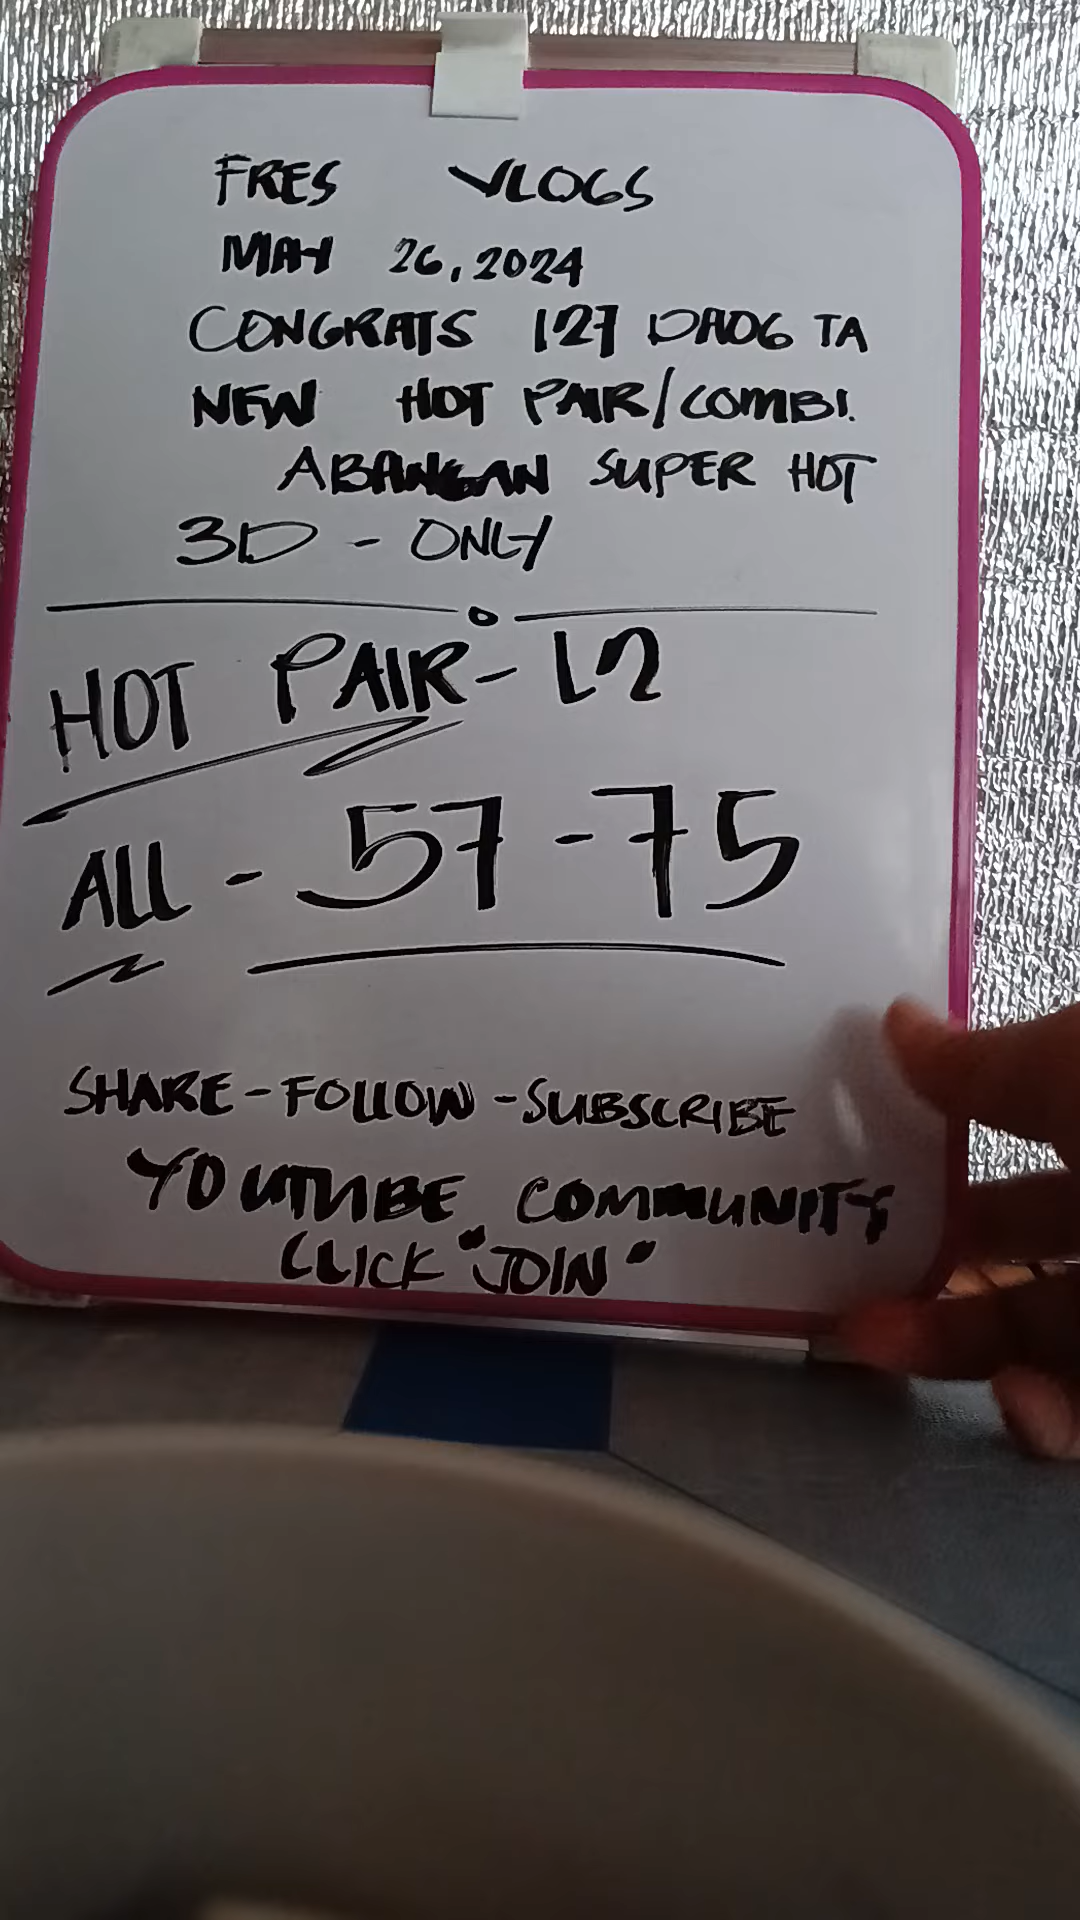 FRES VLOGS
MAY 26, 2024
CONGRATS 127 DAOG TA
NEW HOT PAIR/COMBI.
ABANGAN SUPER HOT
3D - ONLY
HOT PAIR - 12
ALL - 57 - 75
SHARE - FOLLOW - SUBSCRIBE
YOUTUBE COMMUNITY
CLICK "JOIN"